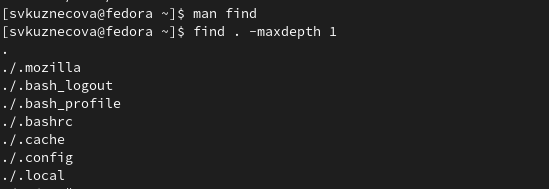 [svkuznecova@fedora ~]$ man find
[svkuznecova@fedora ~]$ find . -maxdepth 1
.
./.mozilla
./.bash_logout
./.bash_profile
./.bashrc
./.cache
./.config
./.local